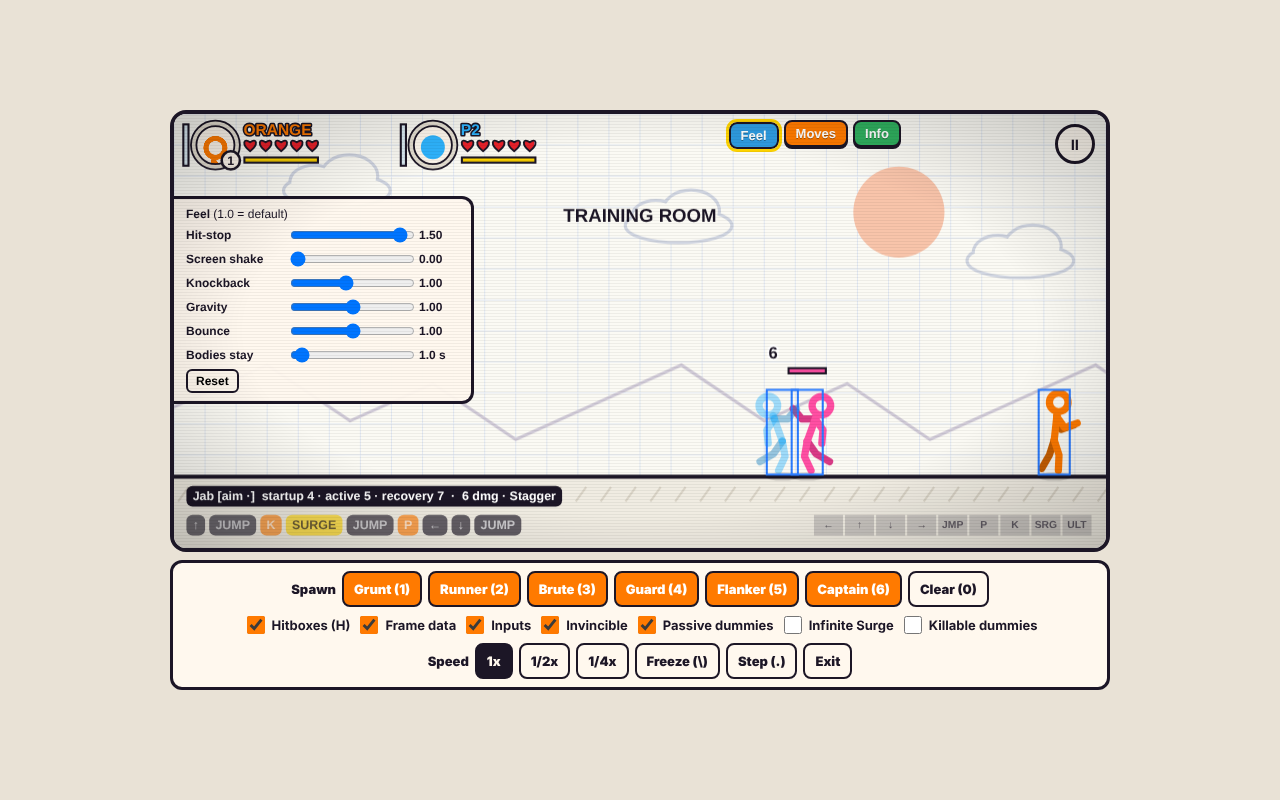 ORANGE
1
P2
Feel Moves Info
Feel (1.0 = default)
Hit-stop 1.50
Screen shake 0.00
Knockback 1.00
Gravity 1.00
Bounce 1.00
Bodies stay 1.0 s
Reset
TRAINING ROOM
6
Jab [aim ·] startup 4 · active 5 · recovery 7 · 6 dmg · Stagger
↑ JUMP K SURGE JUMP P ← ↓ JUMP
← ↑ ↓ → JMP P K SRG ULT
Spawn Grunt (1) Runner (2) Brute (3) Guard (4) Flanker (5) Captain (6) Clear (0)
Hitboxes (H) Frame data Inputs Invincible Passive dummies Infinite Surge Killable dummies
Speed 1x 1/2x 1/4x Freeze (\) Step (.) Exit